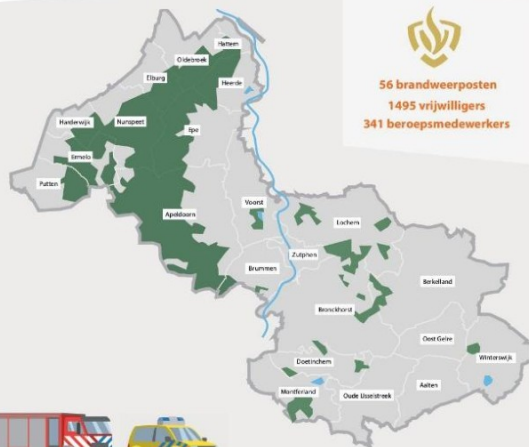 56 brandweerposten
1495 vrijwilligers
341 beroepsmedewerkers
Hattem
Oldebroek
Elburg
Heerde
Harderwijk
Nunspeet
Epe
Ermelo
Putten
Apeldoorn
Voorst
Lochem
Zutphen
Brummen
Berkelland
Bronckhorst
Oost Gelre
Winterswijk
Doetinchem
Montferland
Oude IJsselstreek
Aalten